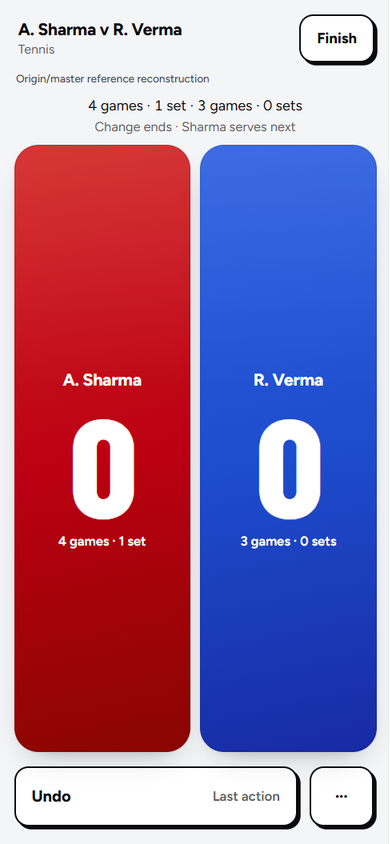 A. Sharma v R. Verma
Finish
Tennis
Origin/master reference reconstruction
4 games · 1 set · 3 games · 0 sets
Change ends · Sharma serves next
A. Sharma
0
4 games · 1 set
R. Verma
0
3 games · 0 sets
Undo
Last action
···